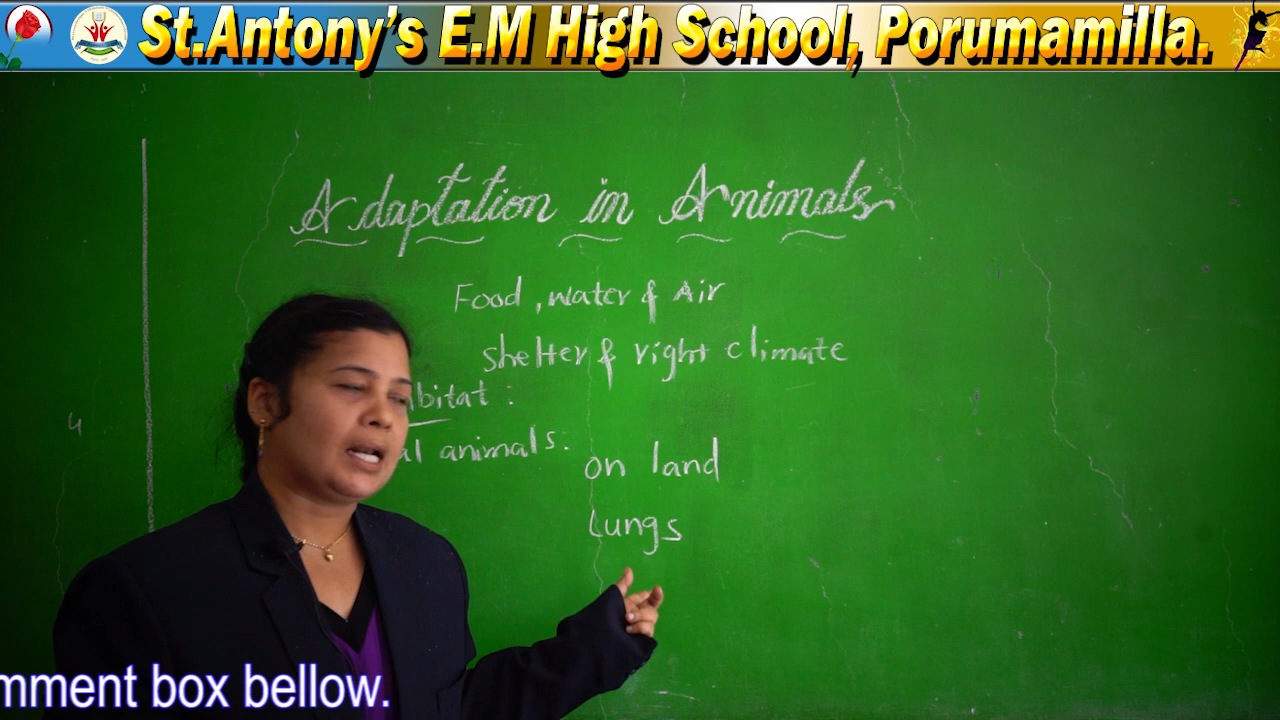 St.Antony's E.M High School, Porumamilla.
Adaptation in Animals
Food, water & Air
shelter & right climate
bitat :
al animals:
on land
Lungs
4
mment box bellow.